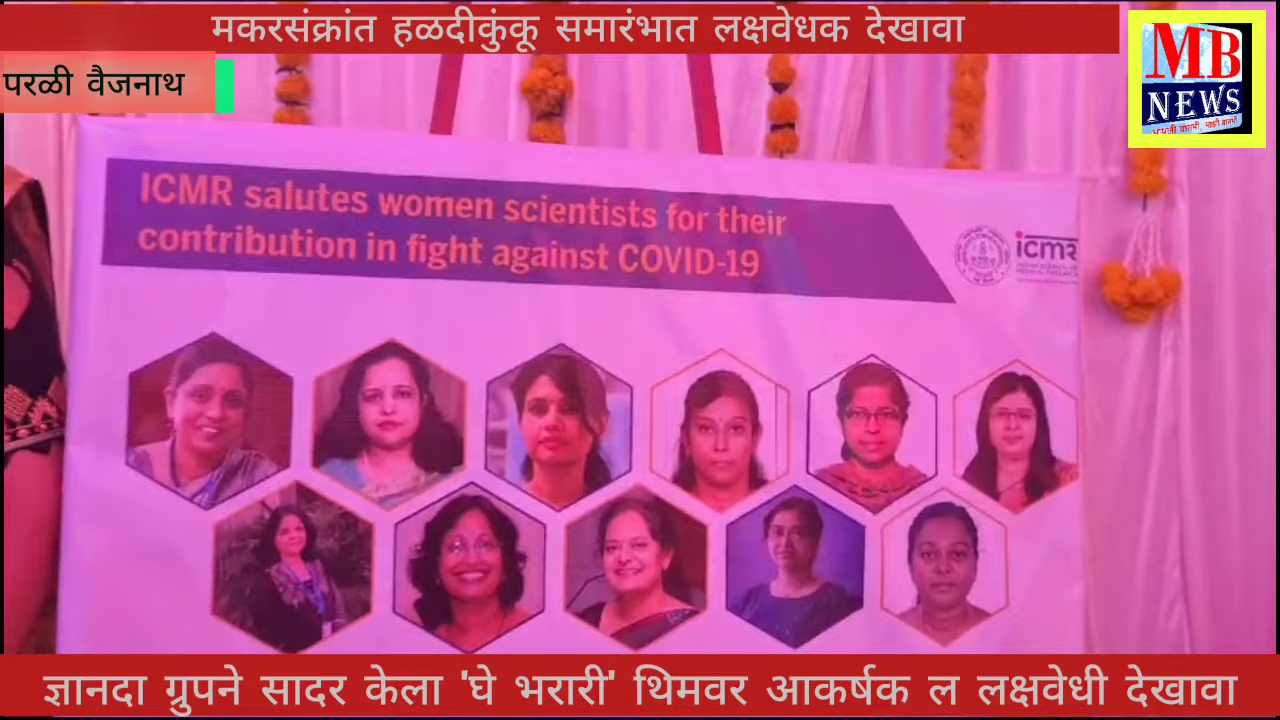 मकरसंक्रांत हळदीकुंकू समारंभात लक्षवेधक देखावा
परळी वैजनाथ
MB
NEWS
ICMR salutes women scientists for their
contribution in fight against COVID-19
icmr
ज्ञानदा ग्रुपने सादर केला 'घे भरारी' थिमवर आकर्षक ल लक्षवेधी देखावा